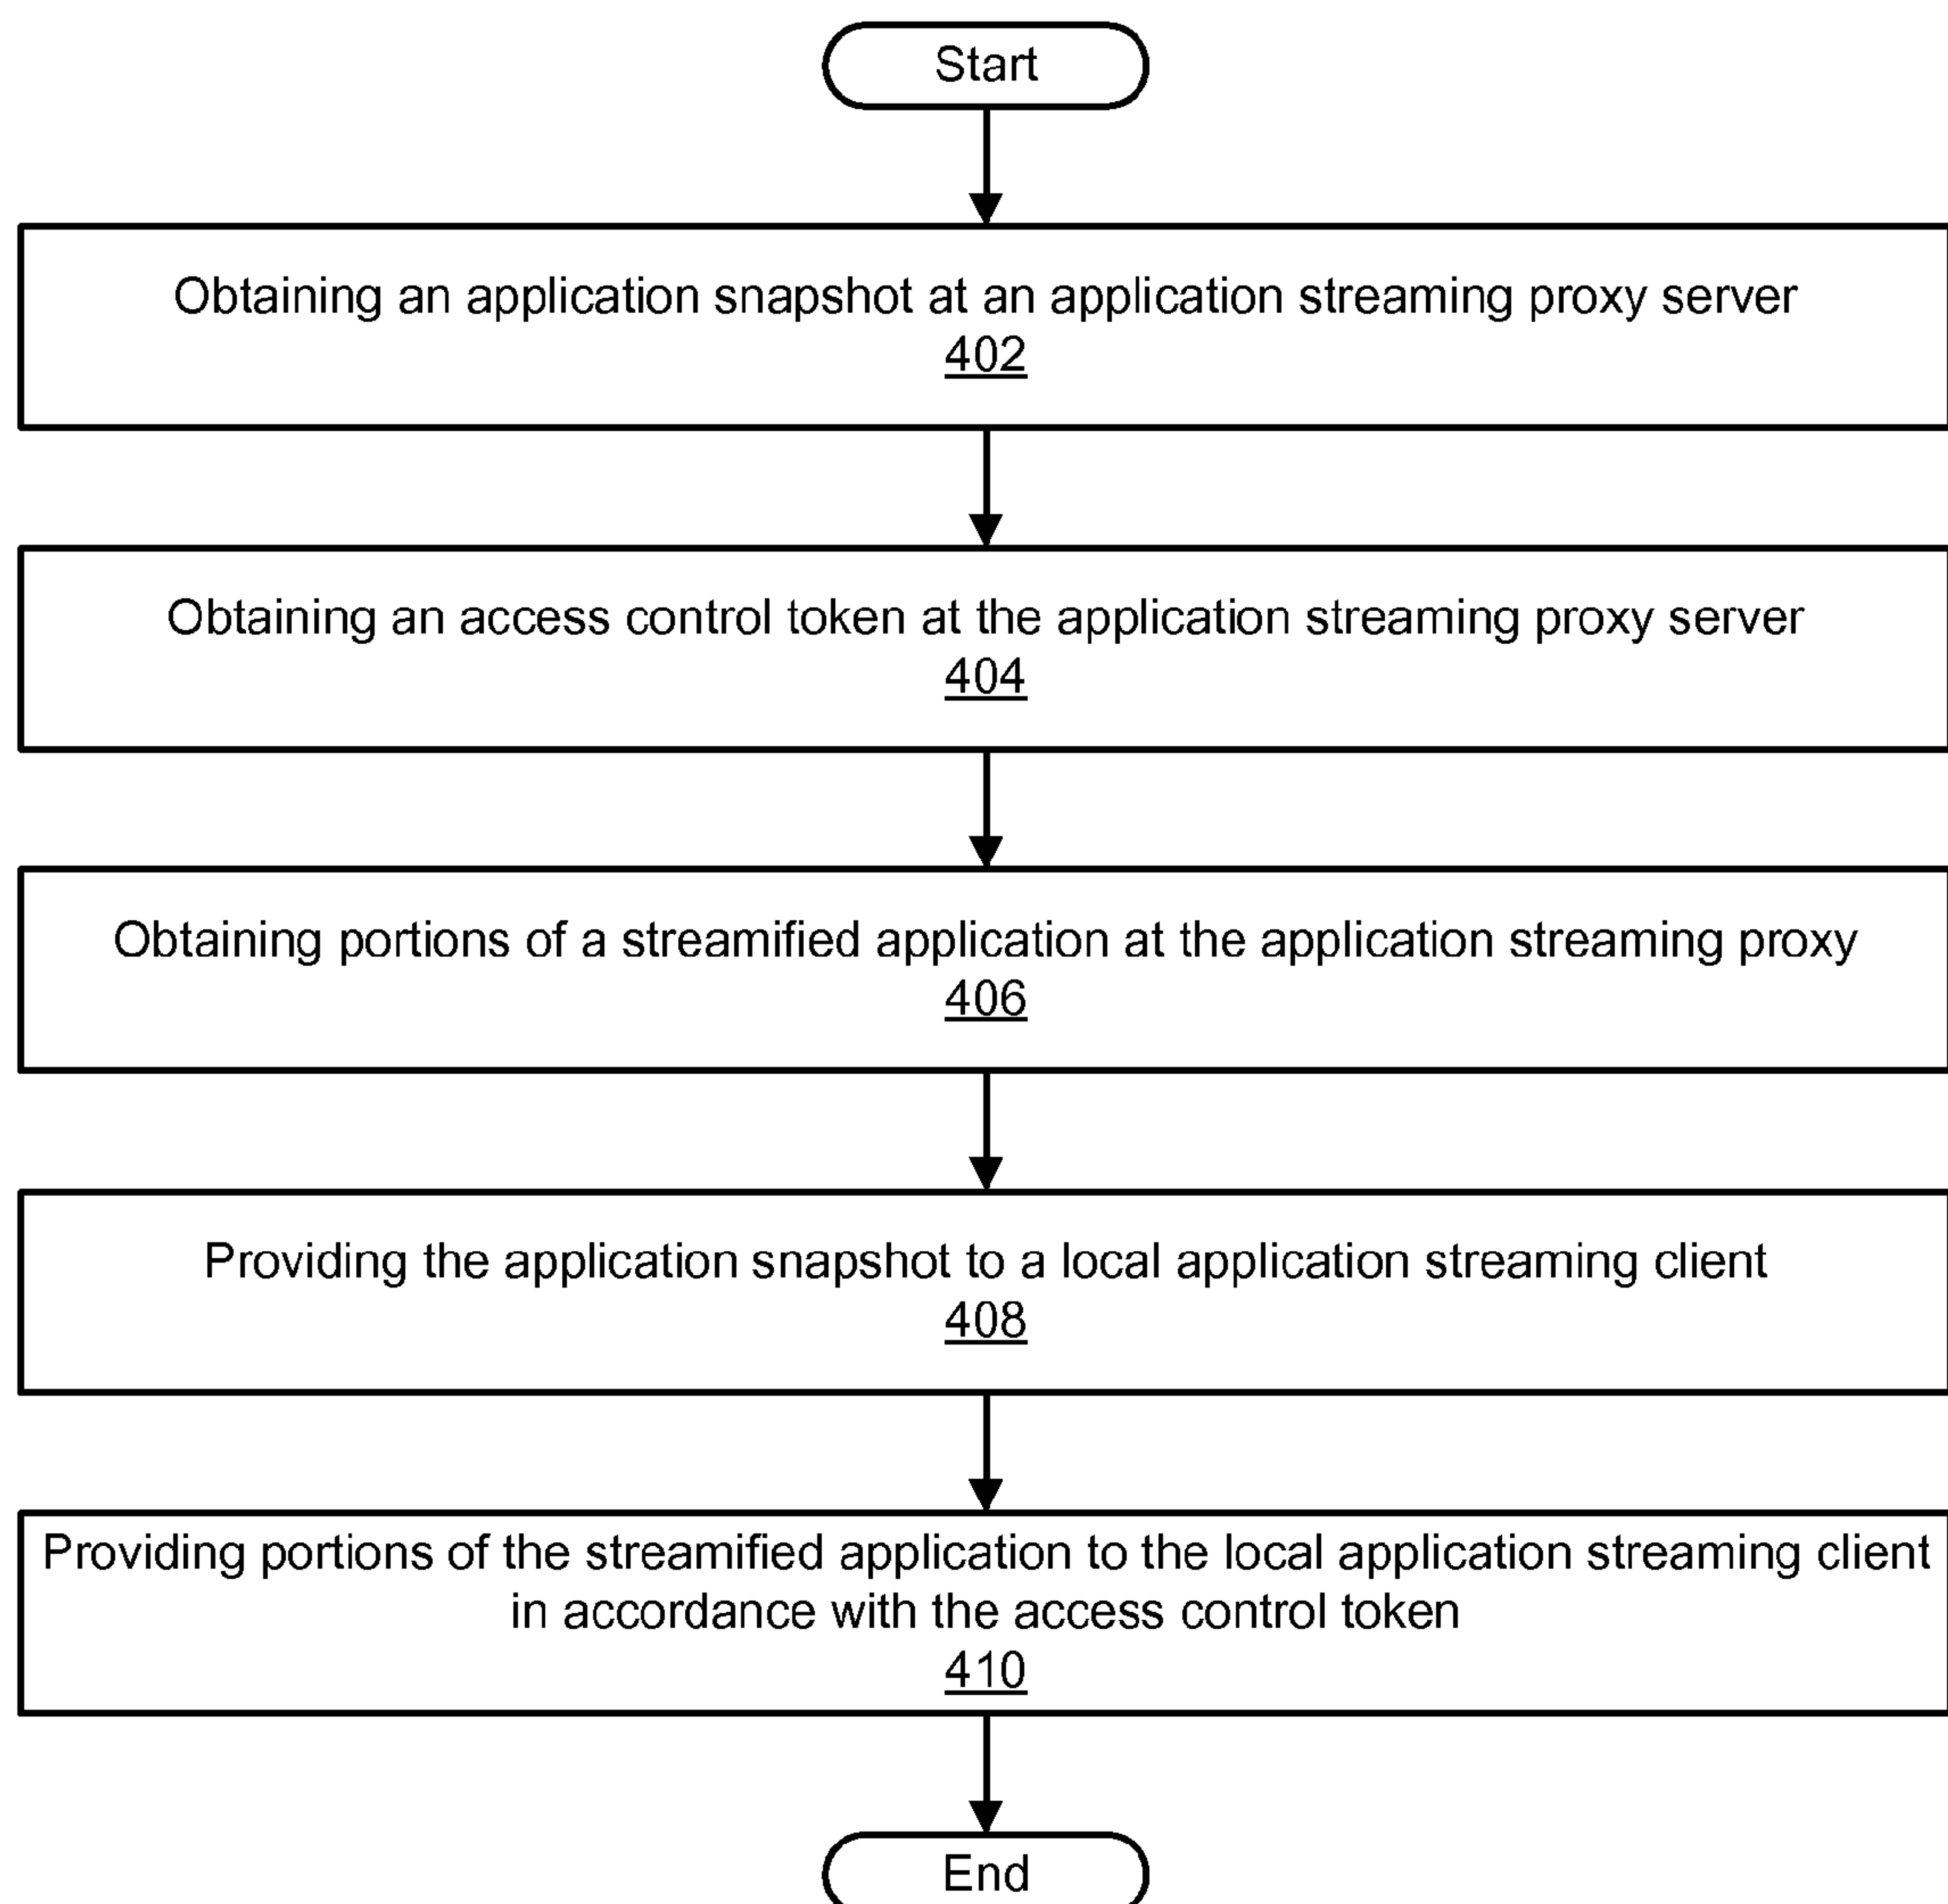 Start
Obtaining an application snapshot at an application streaming proxy server
402
Obtaining an access control token at the application streaming proxy server
404
Obtaining portions of a streamified application at the application streaming proxy
406
Providing the application snapshot to a local application streaming client
408
Providing portions of the streamified application to the local application streaming client
in accordance with the access control token
410
End